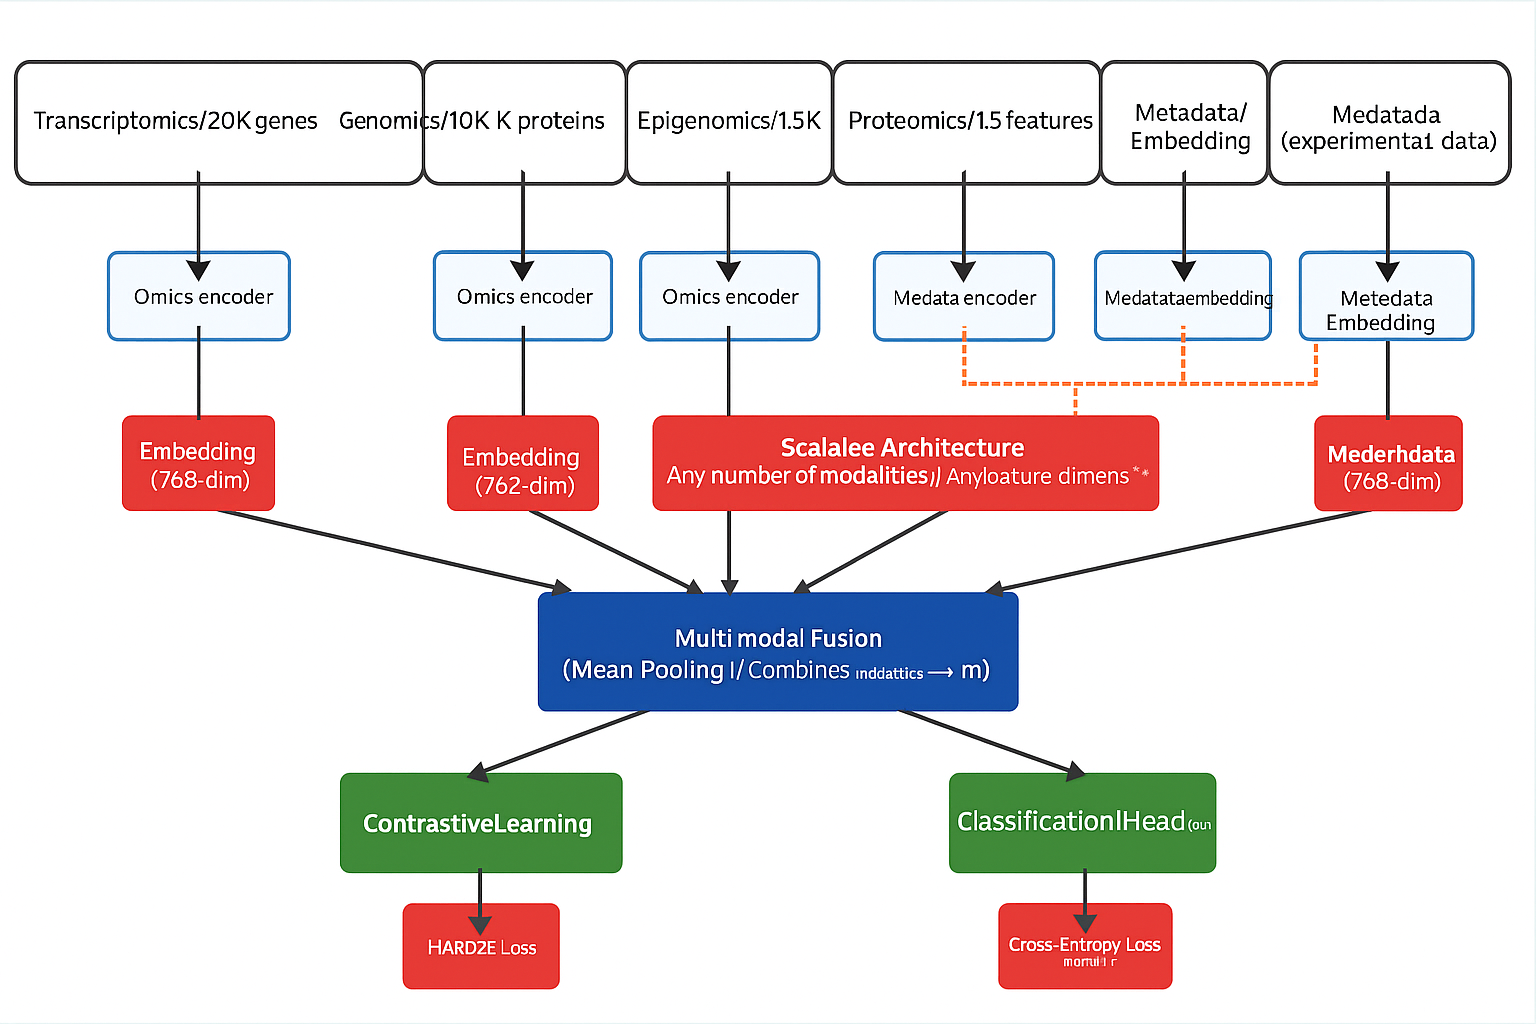 Transcriptomics/20K genes
Genomics/10K K proteins
Epigenomics/1.5K
Proteomics/1.5 features
Metadata/
Embedding
Medatada
(experimenta1 data)
Omics encoder
Omics encoder
Omics encoder
Medata encoder
Medatataembedding
Metedata
Embedding
Embedding
(768-dim)
Embedding
(762-dim)
Scalalee Architecture
Any number of modalities// Anyloature dimens**
Mederhdata
(768-dim)
Multi modal Fusion
(Mean Pooling I/ Combines inddattics → m)
ContrastiveLearning
Classification|Head (our
HARD2E Loss
Cross-Entropy Loss